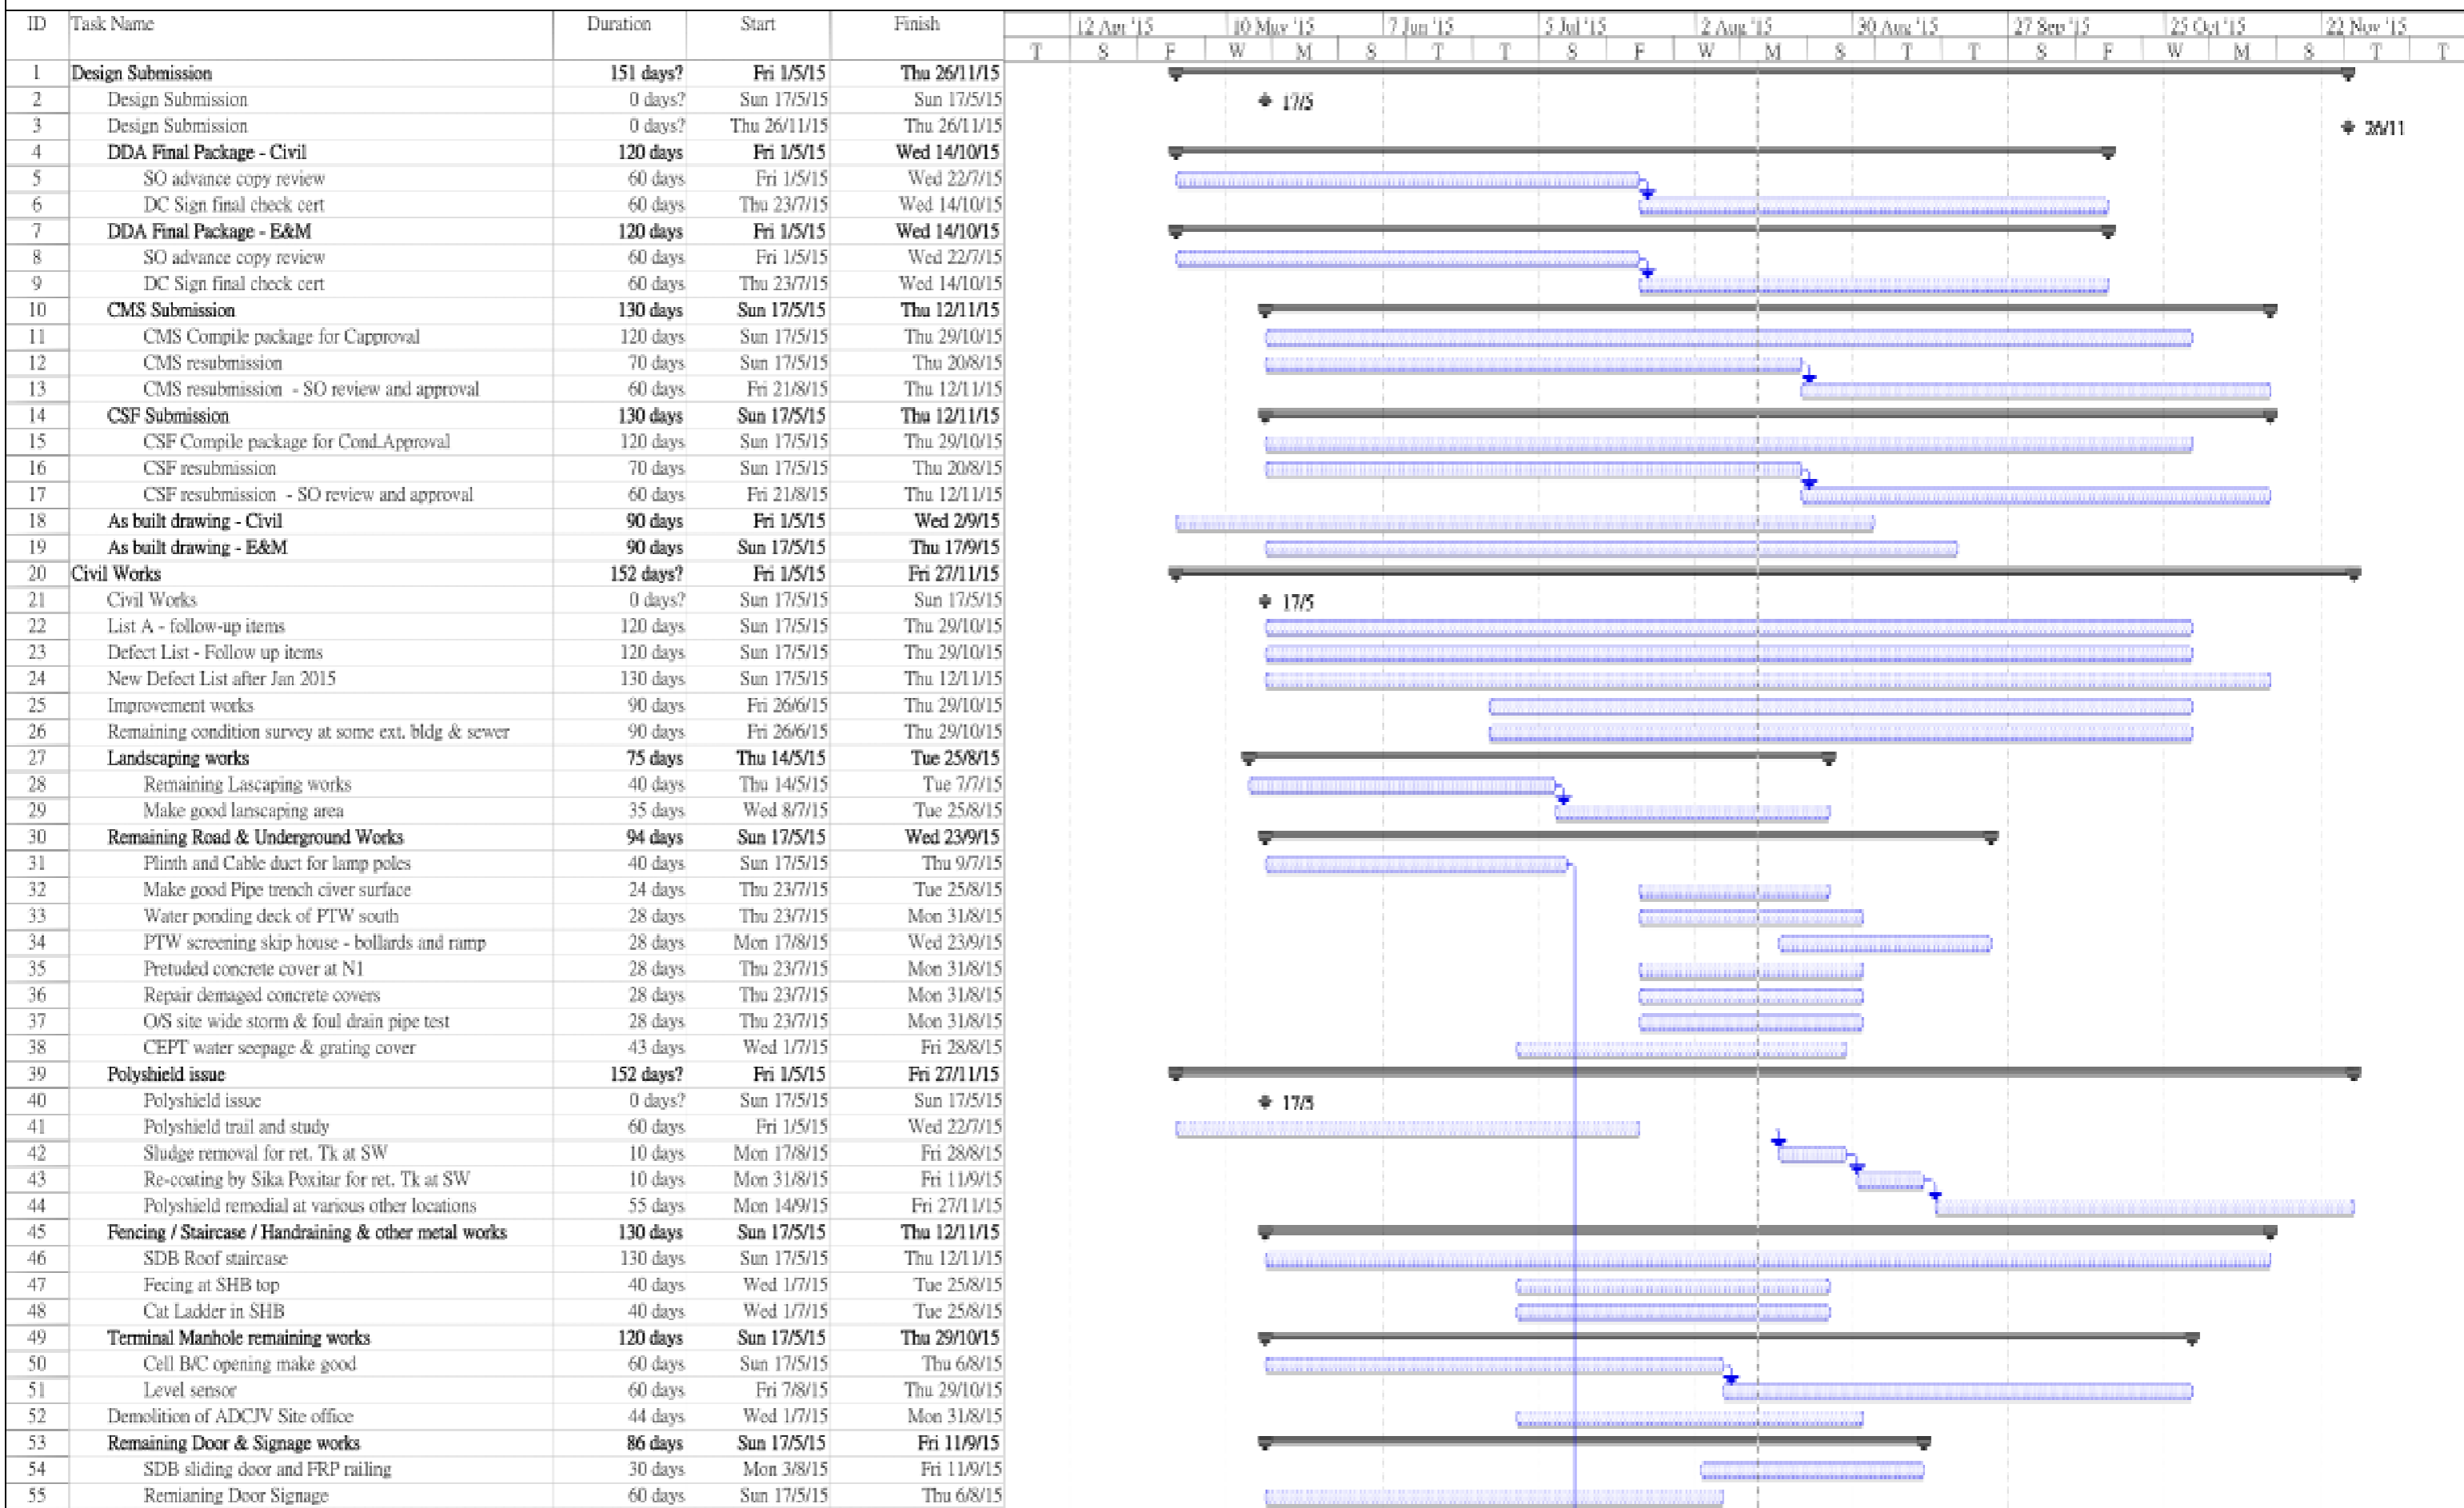 ID Task Name Duration Start Finish 12 Apr '15 10 May '15 7 Jun '15 5 Jul '15 2 Aug '15 30 Aug '15 27 Sep '15 25 Oct '15 22 Nov '15
T S F W M S T T S F W M S T T S F W M S T T
1 Design Submission 151 days? Fri 1/5/15 Thu 26/11/15
2 Design Submission 0 days? Sun 17/5/15 Sun 17/5/15 17/5
3 Design Submission 0 days? Thu 26/11/15 Thu 26/11/15 26/11
4 DDA Final Package - Civil 120 days Fri 1/5/15 Wed 14/10/15
5 SO advance copy review 60 days Fri 1/5/15 Wed 22/7/15
6 DC Sign final check cert 60 days Thu 23/7/15 Wed 14/10/15
7 DDA Final Package - E&M 120 days Fri 1/5/15 Wed 14/10/15
8 SO advance copy review 60 days Fri 1/5/15 Wed 22/7/15
9 DC Sign final check cert 60 days Thu 23/7/15 Wed 14/10/15
10 CMS Submission 130 days Sun 17/5/15 Thu 12/11/15
11 CMS Compile package for Capproval 120 days Sun 17/5/15 Thu 29/10/15
12 CMS resubmission 70 days Sun 17/5/15 Thu 20/8/15
13 CMS resubmission - SO review and approval 60 days Fri 21/8/15 Thu 12/11/15
14 CSF Submission 130 days Sun 17/5/15 Thu 12/11/15
15 CSF Compile package for Cond.Approval 120 days Sun 17/5/15 Thu 29/10/15
16 CSF resubmission 70 days Sun 17/5/15 Thu 20/8/15
17 CSF resubmission - SO review and approval 60 days Fri 21/8/15 Thu 12/11/15
18 As built drawing - Civil 90 days Fri 1/5/15 Wed 2/9/15
19 As built drawing - E&M 90 days Sun 17/5/15 Thu 17/9/15
20 Civil Works 152 days? Fri 1/5/15 Fri 27/11/15
21 Civil Works 0 days? Sun 17/5/15 Sun 17/5/15 17/5
22 List A - follow-up items 120 days Sun 17/5/15 Thu 29/10/15
23 Defect List - Follow up items 120 days Sun 17/5/15 Thu 29/10/15
24 New Defect List after Jan 2015 130 days Sun 17/5/15 Thu 12/11/15
25 Improvement works 90 days Fri 26/6/15 Thu 29/10/15
26 Remaining condition survey at some ext. bldg & sewer 90 days Fri 26/6/15 Thu 29/10/15
27 Landscaping works 75 days Thu 14/5/15 Tue 25/8/15
28 Remaining Lascaping works 40 days Thu 14/5/15 Tue 7/7/15
29 Make good lanscaping area 35 days Wed 8/7/15 Tue 25/8/15
30 Remaining Road & Underground Works 94 days Sun 17/5/15 Wed 23/9/15
31 Plinth and Cable duct for lamp poles 40 days Sun 17/5/15 Thu 9/7/15
32 Make good Pipe trench civer surface 24 days Thu 23/7/15 Tue 25/8/15
33 Water ponding deck of PTW south 28 days Thu 23/7/15 Mon 31/8/15
34 PTW screening skip house - bollards and ramp 28 days Mon 17/8/15 Wed 23/9/15
35 Pretuded concrete cover at N1 28 days Thu 23/7/15 Mon 31/8/15
36 Repair demaged concrete covers 28 days Thu 23/7/15 Mon 31/8/15
37 O/S site wide storm & foul drain pipe test 28 days Thu 23/7/15 Mon 31/8/15
38 CEPT water seepage & grating cover 43 days Wed 1/7/15 Fri 28/8/15
39 Polyshield issue 152 days? Fri 1/5/15 Fri 27/11/15
40 Polyshield issue 0 days? Sun 17/5/15 Sun 17/5/15 17/5
41 Polyshield trail and study 60 days Fri 1/5/15 Wed 22/7/15
42 Sludge removal for ret. Tk at SW 10 days Mon 17/8/15 Fri 28/8/15
43 Re-coating by Sika Poxitar for ret. Tk at SW 10 days Mon 31/8/15 Fri 11/9/15
44 Polyshield remedial at various other locations 55 days Mon 14/9/15 Fri 27/11/15
45 Fencing / Staircase / Handraining & other metal works 130 days Sun 17/5/15 Thu 12/11/15
46 SDB Roof staircase 130 days Sun 17/5/15 Thu 12/11/15
47 Fecing at SHB top 40 days Wed 1/7/15 Tue 25/8/15
48 Cat Ladder in SHB 40 days Wed 1/7/15 Tue 25/8/15
49 Terminal Manhole remaining works 120 days Sun 17/5/15 Thu 29/10/15
50 Cell B/C opening make good 60 days Sun 17/5/15 Thu 6/8/15
51 Level sensor 60 days Fri 7/8/15 Thu 29/10/15
52 Demolition of ADCJV Site office 44 days Wed 1/7/15 Mon 31/8/15
53 Remaining Door & Signage works 86 days Sun 17/5/15 Fri 11/9/15
54 SDB sliding door and FRP railing 30 days Mon 3/8/15 Fri 11/9/15
55 Remianing Door Signage 60 days Sun 17/5/15 Thu 6/8/15